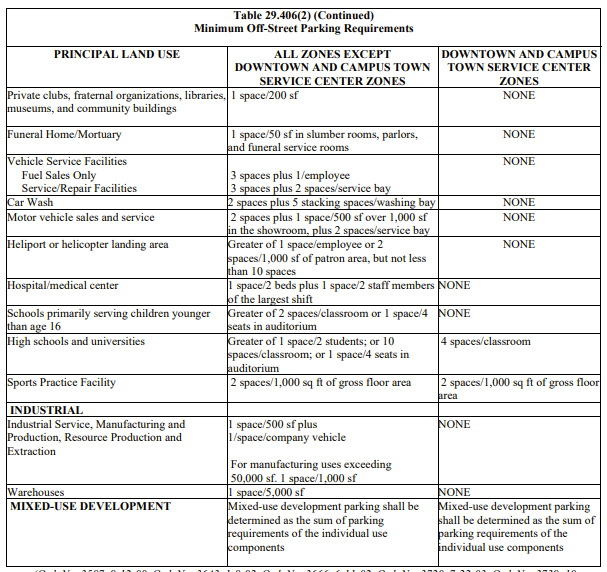 Table 29.406(2) (Continued)
Minimum Off-Street Parking Requirements
PRINCIPAL LAND USE
ALL ZONES EXCEPT
DOWNTOWN AND CAMPUS TOWN
SERVICE CENTER ZONES
DOWNTOWN AND CAMPUS
TOWN SERVICE CENTER
ZONES
Private clubs, fraternal organizations, libraries,
museums, and community buildings
1 space/200 sf
NONE
Funeral Home/Mortuary
1 space/50 sf in slumber rooms, parlors,
and funeral service rooms
NONE
Vehicle Service Facilities
Fuel Sales Only
Service/Repair Facilities
3 spaces plus 1/employee
3 spaces plus 2 spaces/service bay
NONE
Car Wash
2 spaces plus 5 stacking spaces/washing bay
NONE
Motor vehicle sales and service
2 spaces plus 1 space/500 sf over 1,000 sf
in the showroom, plus 2 spaces/service bay
NONE
Heliport or helicopter landing area
Greater of 1 space/employee or 2
spaces/1,000 sf of patron area, but not less
than 10 spaces
NONE
Hospital/medical center
1 space/2 beds plus 1 space/2 staff members
of the largest shift
NONE
Schools primarily serving children younger
than age 16
Greater of 2 spaces/classroom or 1 space/4
seats in auditorium
NONE
High schools and universities
Greater of 1 space/2 students; or 10
spaces/classroom; or 1 space/4 seats in
auditorium
4 spaces/classroom
Sports Practice Facility
2 spaces/1,000 sq ft of gross floor area
2 spaces/1,000 sq ft of gross floor
area
INDUSTRIAL
Industrial Service, Manufacturing and
Production, Resource Production and
Extraction
1 space/500 sf plus
1/space/company vehicle
For manufacturing uses exceeding
50,000 sf. 1 space/1,000 sf
NONE
Warehouses
1 space/5,000 sf
NONE
MIXED-USE DEVELOPMENT
Mixed-use development parking shall be
determined as the sum of parking
requirements of the individual use
components
Mixed-use development parking
shall be determined as the sum of
parking requirements of the
individual use components